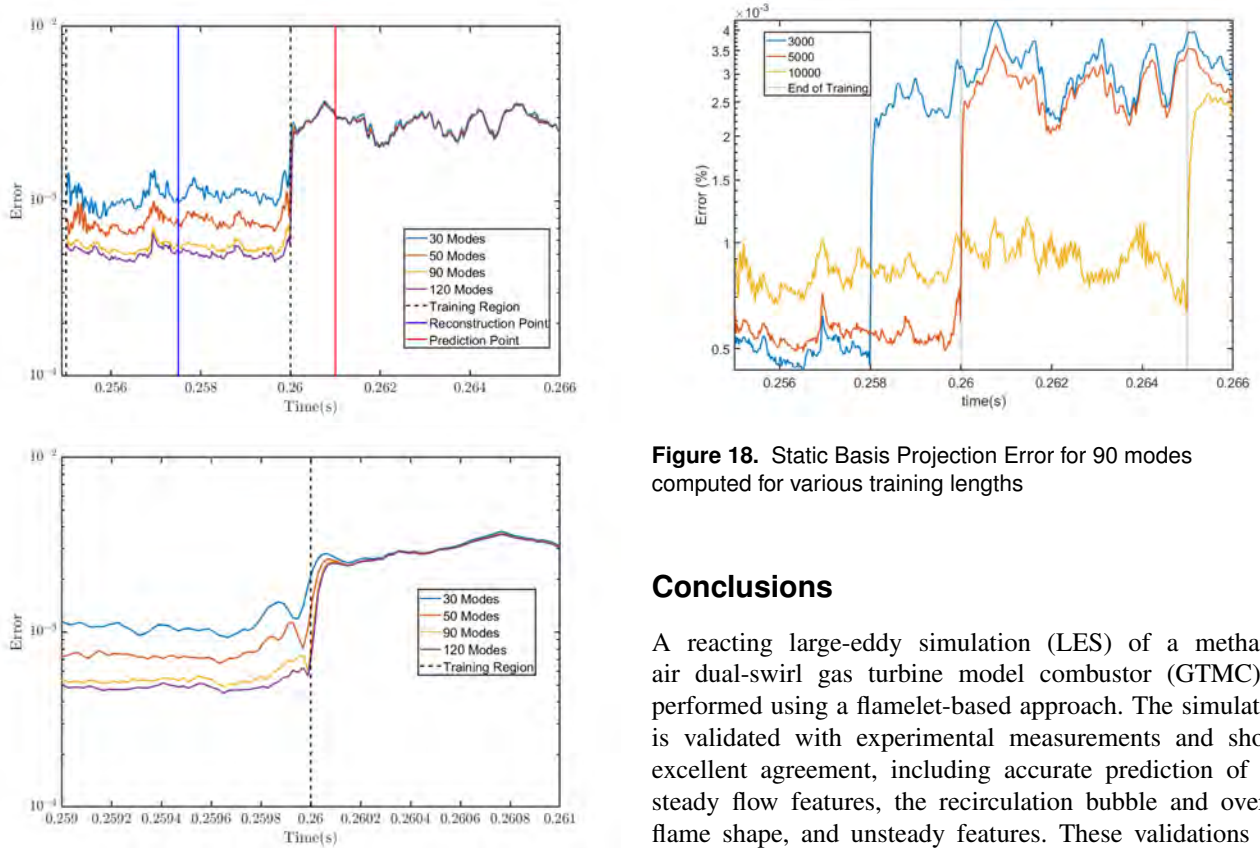 10^-2
10^-3
10^-4
Error
0.256
0.258
0.26
0.262
0.264
0.266
Time(s)
30 Modes
50 Modes
90 Modes
120 Modes
Training Region
Reconstruction Point
Prediction Point
10^-2
10^-3
10^-4
Error
0.259
0.2592
0.2594
0.2596
0.2598
0.26
0.2602
0.2604
0.2606
0.2608
0.261
Time(s)
30 Modes
50 Modes
90 Modes
120 Modes
Training Region
×10^-3
4
3.5
3
2.5
2
1.5
1
0.5
Error (%)
0.256
0.258
0.26
0.262
0.264
0.266
time(s)
3000
5000
10000
End of Training
Figure 18. Static Basis Projection Error for 90 modes
computed for various training lengths
Conclusions
A reacting large-eddy simulation (LES) of a metha
air dual-swirl gas turbine model combustor (GTMC)
performed using a flamelet-based approach. The simulat
is validated with experimental measurements and sho
excellent agreement, including accurate prediction of
steady flow features, the recirculation bubble and over
flame shape, and unsteady features. These validations